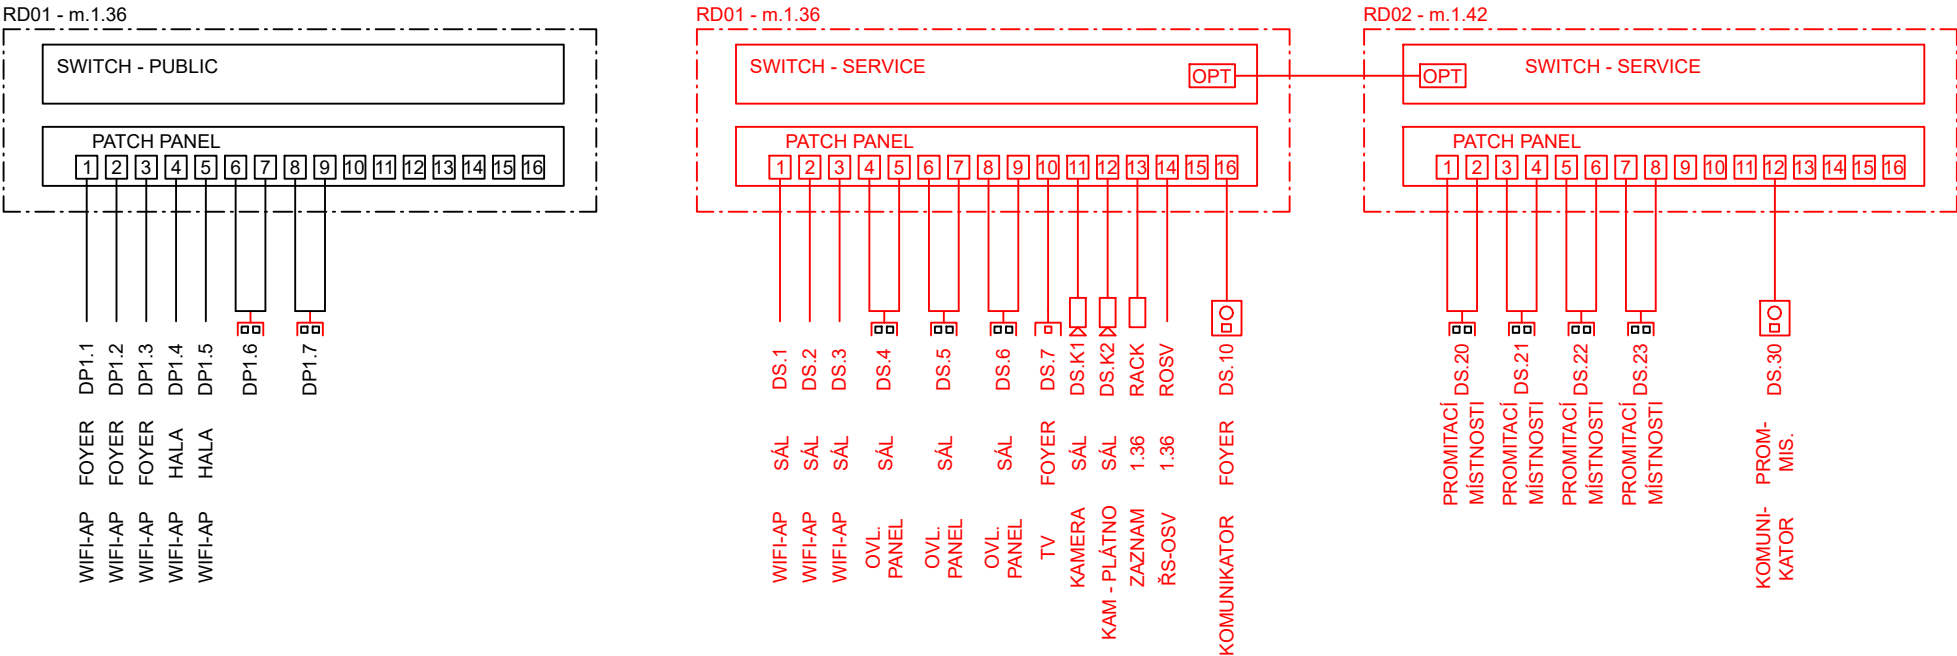 RD01 - m.1.36
SWITCH - PUBLIC
PATCH PANEL
1 2 3 4 5 6 7 8 9 10 11 12 13 14 15 16
DP1.1 FOYER WIFI-AP
DP1.2 FOYER WIFI-AP
DP1.3 FOYER WIFI-AP
DP1.4 HALA WIFI-AP
DP1.5 HALA WIFI-AP
DP1.6
DP1.7
RD01 - m.1.36
SWITCH - SERVICE
OPT
PATCH PANEL
1 2 3 4 5 6 7 8 9 10 11 12 13 14 15 16
DS.1 SÁL WIFI-AP
DS.2 SÁL WIFI-AP
DS.3 SÁL WIFI-AP
DS.4 SÁL OVL.
PANEL
DS.5 SÁL OVL.
PANEL
DS.6 SÁL OVL.
PANEL
DS.7 FOYER TV
DS.K1 SÁL KAMERA
DS.K2 SÁL KAM - PLÁTNO
RACK 1.36 ZAZNAM
ROSV 1.36 ŘS-OSV
DS.10 FOYER KOMUNIKATOR
RD02 - m.1.42
OPT
SWITCH - SERVICE
PATCH PANEL
1 2 3 4 5 6 7 8 9 10 11 12 13 14 15 16
DS.20
PROMITACÍ
MÍSTNOSTI
DS.21
PROMITACÍ
MÍSTNOSTI
DS.22
PROMITACÍ
MÍSTNOSTI
DS.23
PROMITACÍ
MÍSTNOSTI
DS.30
PROM-
MIS.
KOMUNI-
KATOR